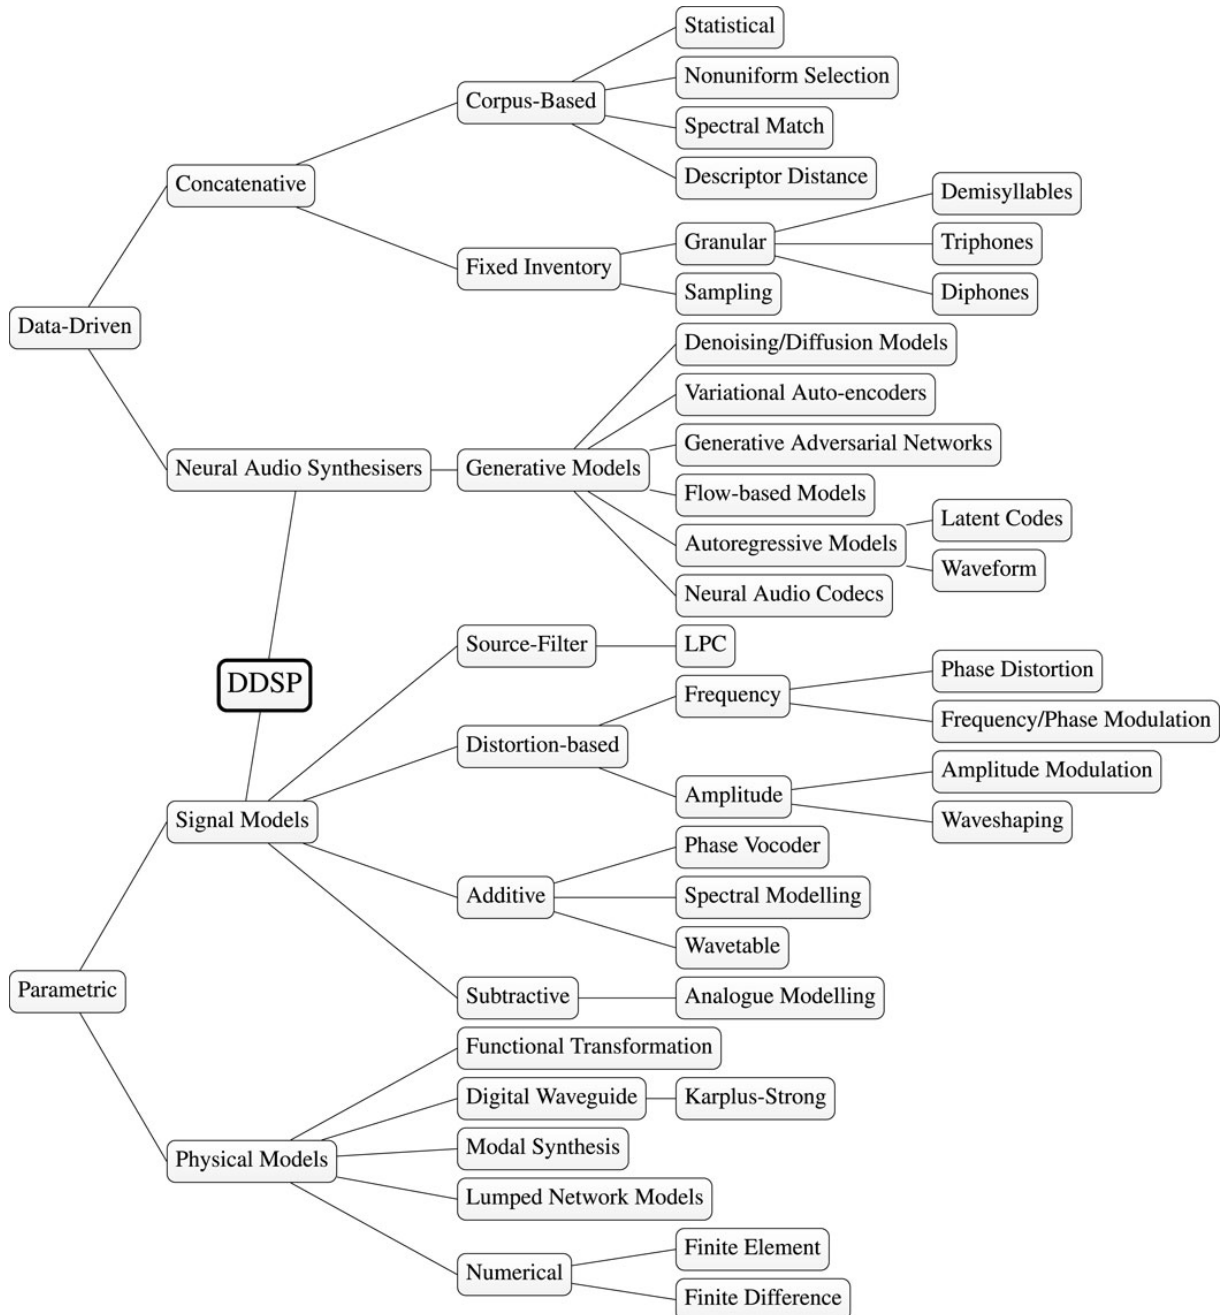 Statistical
Nonuniform Selection
Corpus-Based
Spectral Match
Descriptor Distance
Concatenative
Demisyllables
Granular
Triphones
Fixed Inventory
Sampling
Diphones
Data-Driven
Denoising/Diffusion Models
Variational Auto-encoders
Generative Adversarial Networks
Neural Audio Synthesisers
Generative Models
Flow-based Models
Latent Codes
Autoregressive Models
Waveform
Neural Audio Codecs
Source-Filter
LPC
DDSP
Phase Distortion
Frequency
Frequency/Phase Modulation
Distortion-based
Amplitude Modulation
Amplitude
Waveshaping
Signal Models
Phase Vocoder
Additive
Spectral Modelling
Wavetable
Parametric
Subtractive
Analogue Modelling
Functional Transformation
Digital Waveguide
Karplus-Strong
Modal Synthesis
Physical Models
Lumped Network Models
Finite Element
Numerical
Finite Difference